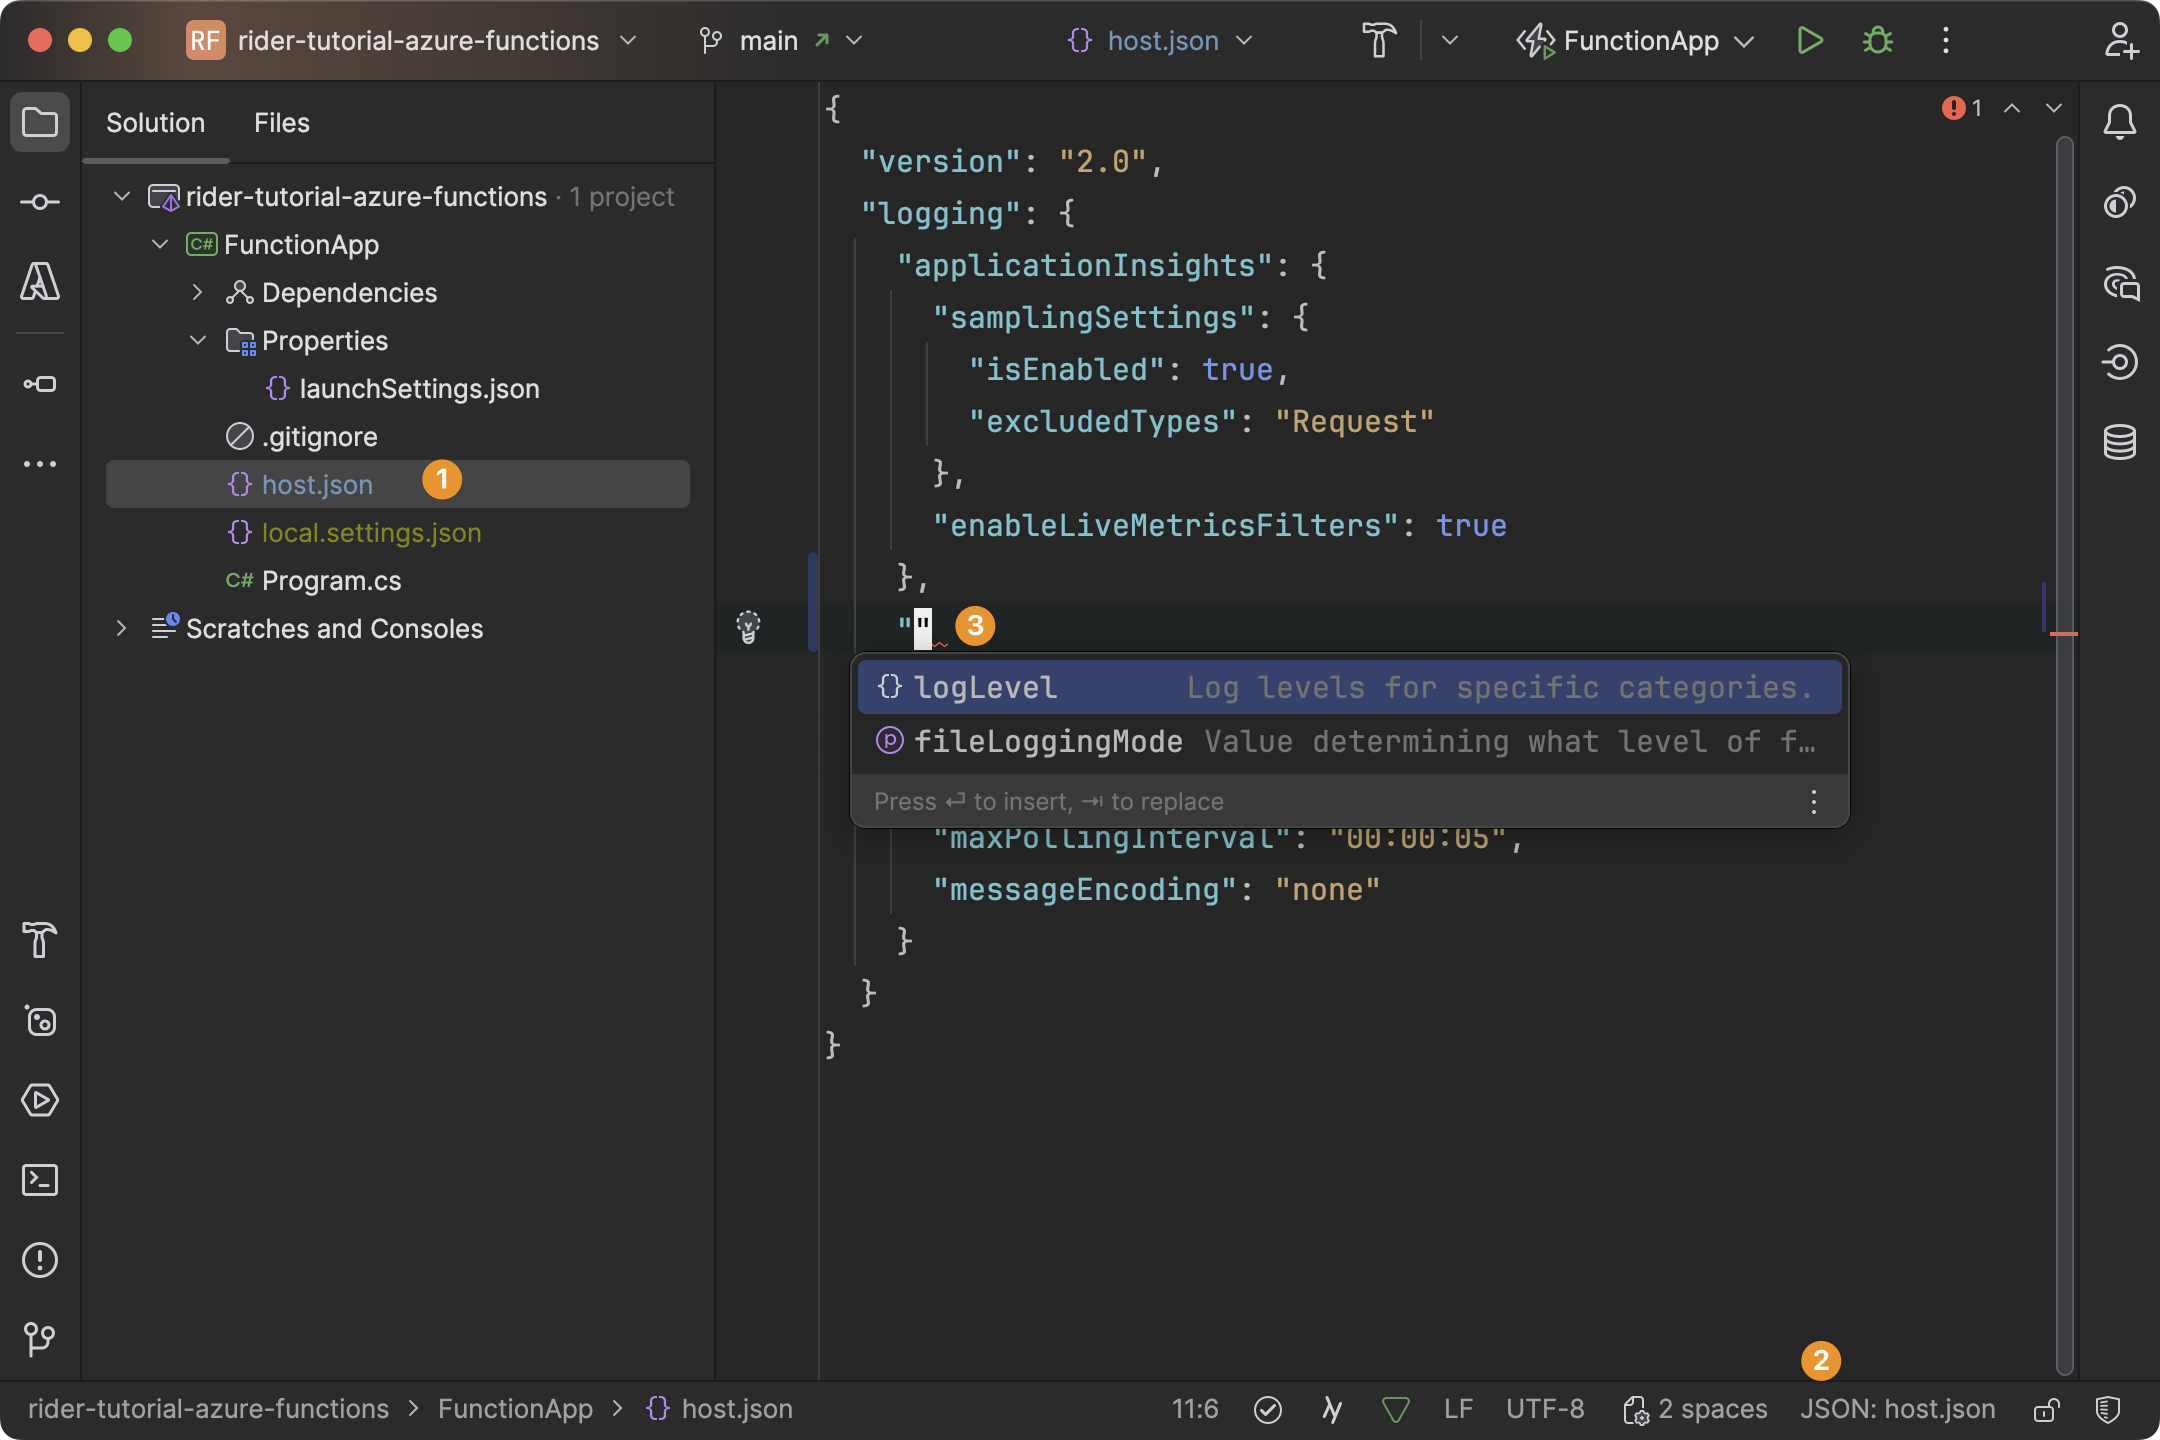 RF rider-tutorial-azure-functions main host.json FunctionApp
Solution Files
rider-tutorial-azure-functions · 1 project
C# FunctionApp
Dependencies
Properties
{} launchSettings.json
.gitignore
{} host.json 1
{} local.settings.json
C# Program.cs
Scratches and Consoles
1
{
"version": "2.0",
"logging": {
"applicationInsights": {
"samplingSettings": {
"isEnabled": true,
"excludedTypes": "Request"
},
"enableLiveMetricsFilters": true
},
"" 3
{} logLevel Log levels for specific categories.
p fileLoggingMode Value determining what level of f…
Press ↵ to insert, ⇥ to replace
"maxPollingInterval": "00:00:05",
"messageEncoding": "none"
}
}
}
2
rider-tutorial-azure-functions > FunctionApp > {} host.json 11:6 LF UTF-8 2 spaces JSON: host.json